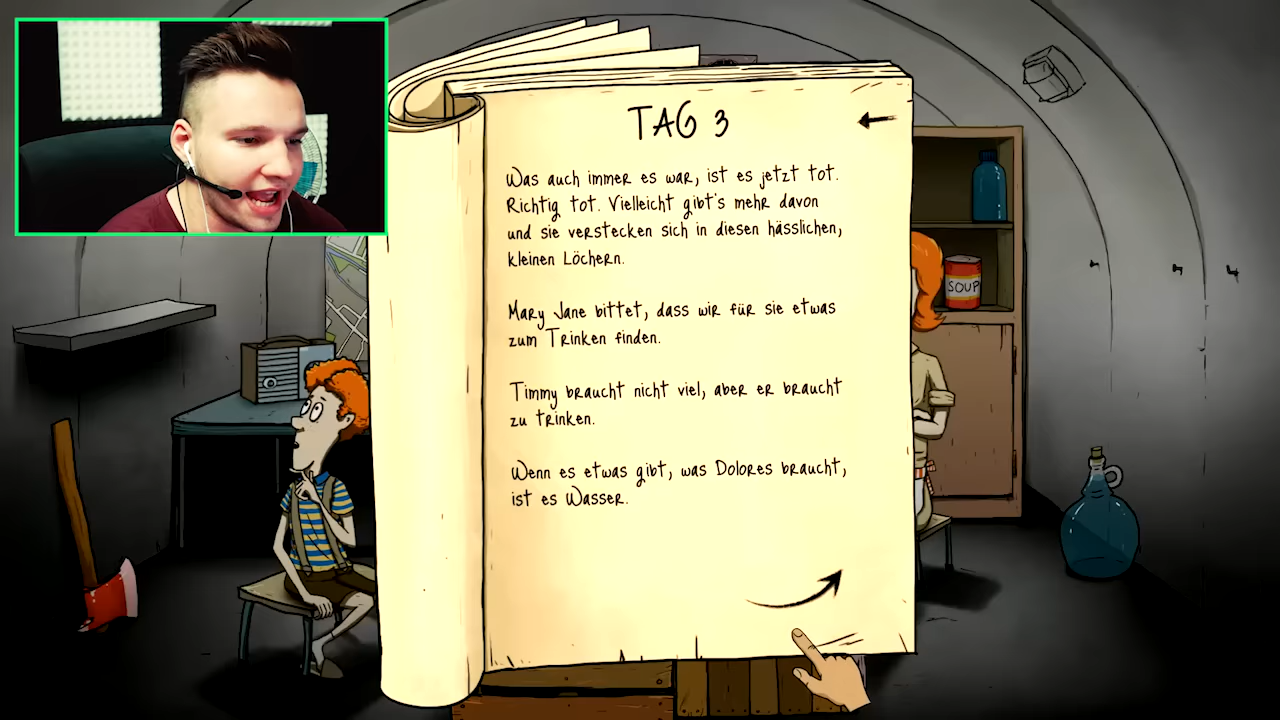 TAG 3
Was auch immer es war, ist es jetzt tot.
Richtig tot. Vielleicht gibt's mehr davon
und sie verstecken sich in diesen hässlichen,
kleinen Löchern.
Mary Jane bittet, dass wir für sie etwas
zum Trinken finden.
Timmy braucht nicht viel, aber er braucht
zu trinken.
Wenn es etwas gibt, was Dolores braucht,
ist es Wasser.
SOUP